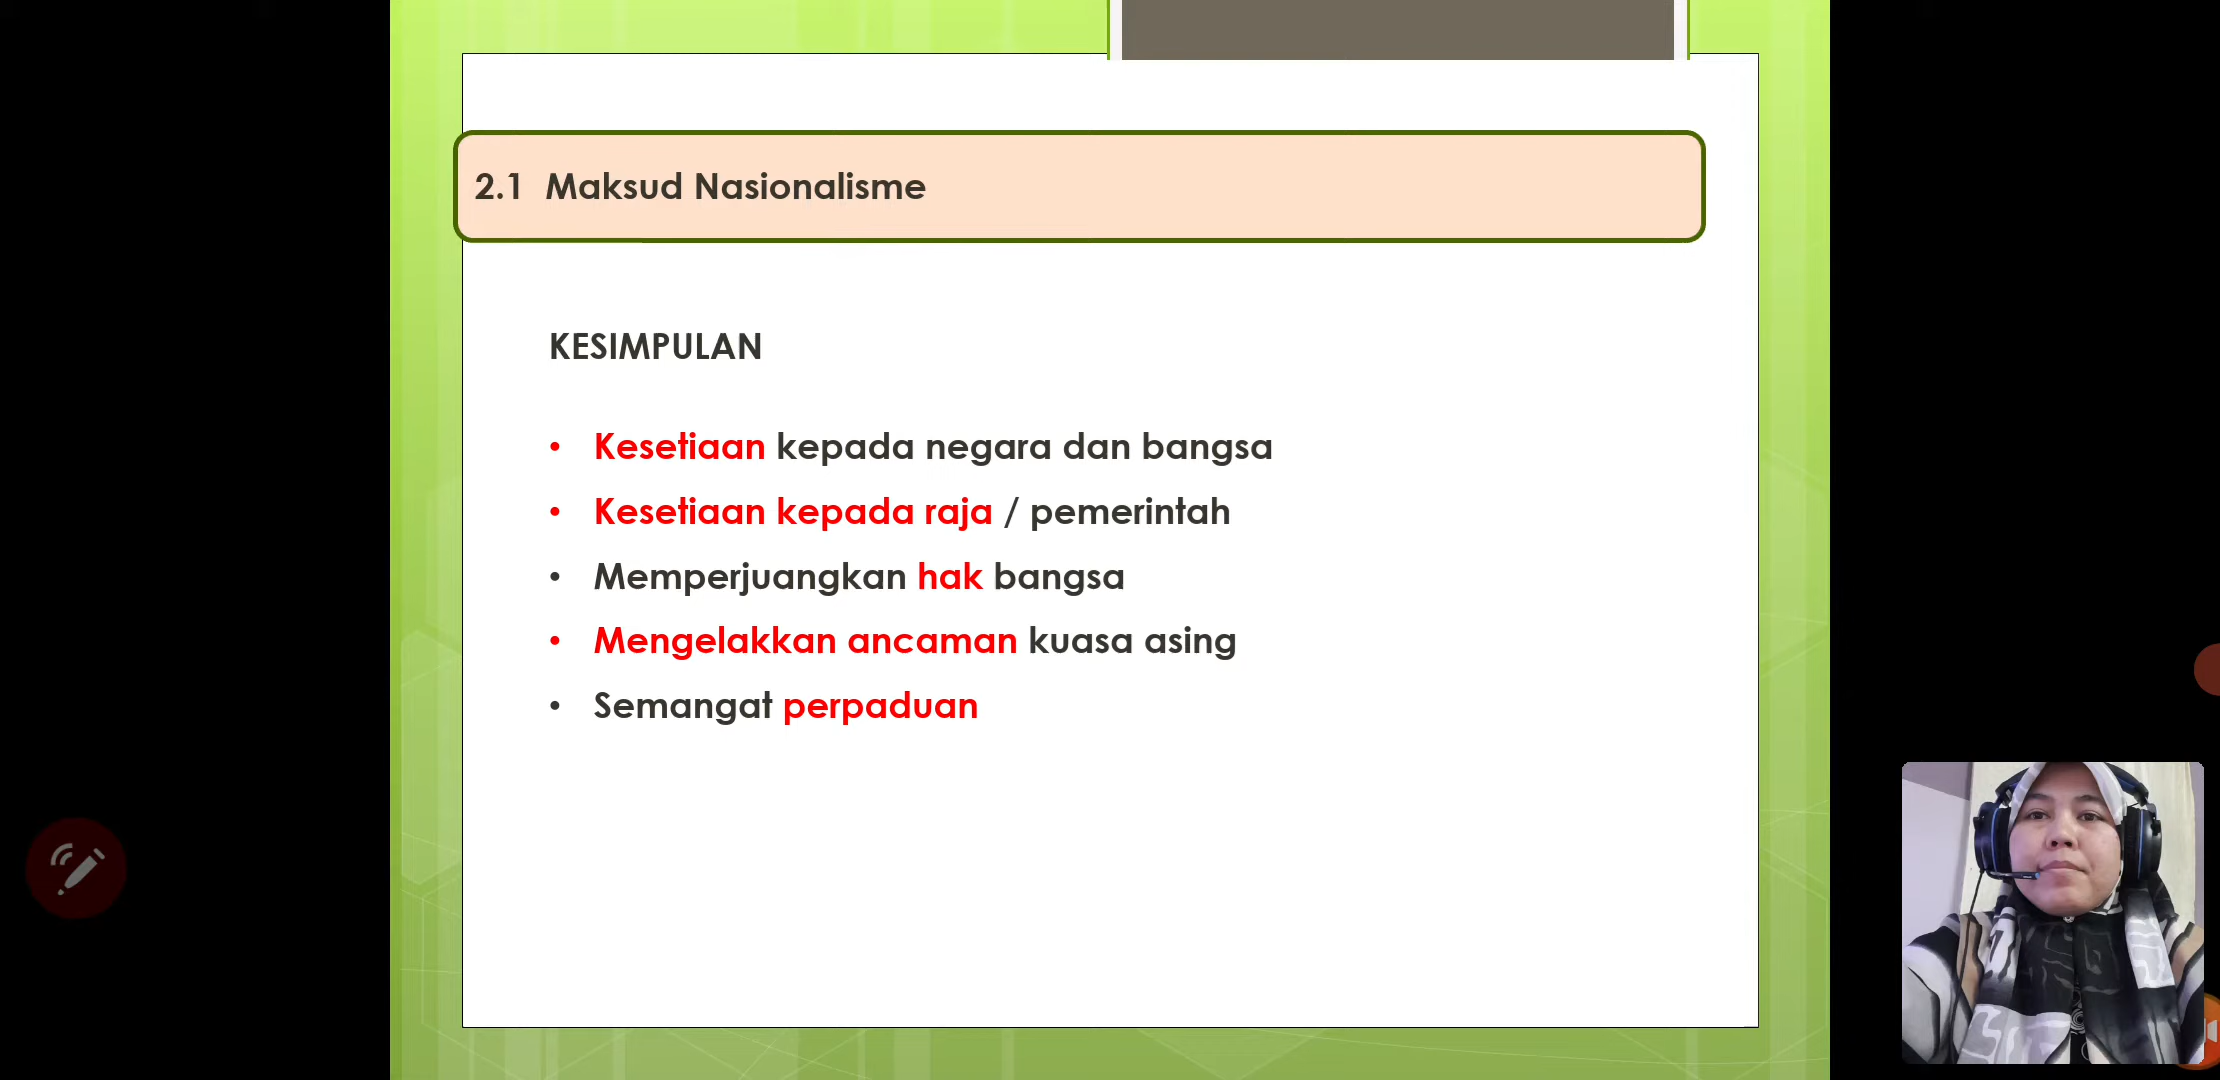 2.1 Maksud Nasionalisme
KESIMPULAN
• Kesetiaan kepada negara dan bangsa
• Kesetiaan kepada raja / pemerintah
• Memperjuangkan hak bangsa
• Mengelakkan ancaman kuasa asing
• Semangat perpaduan